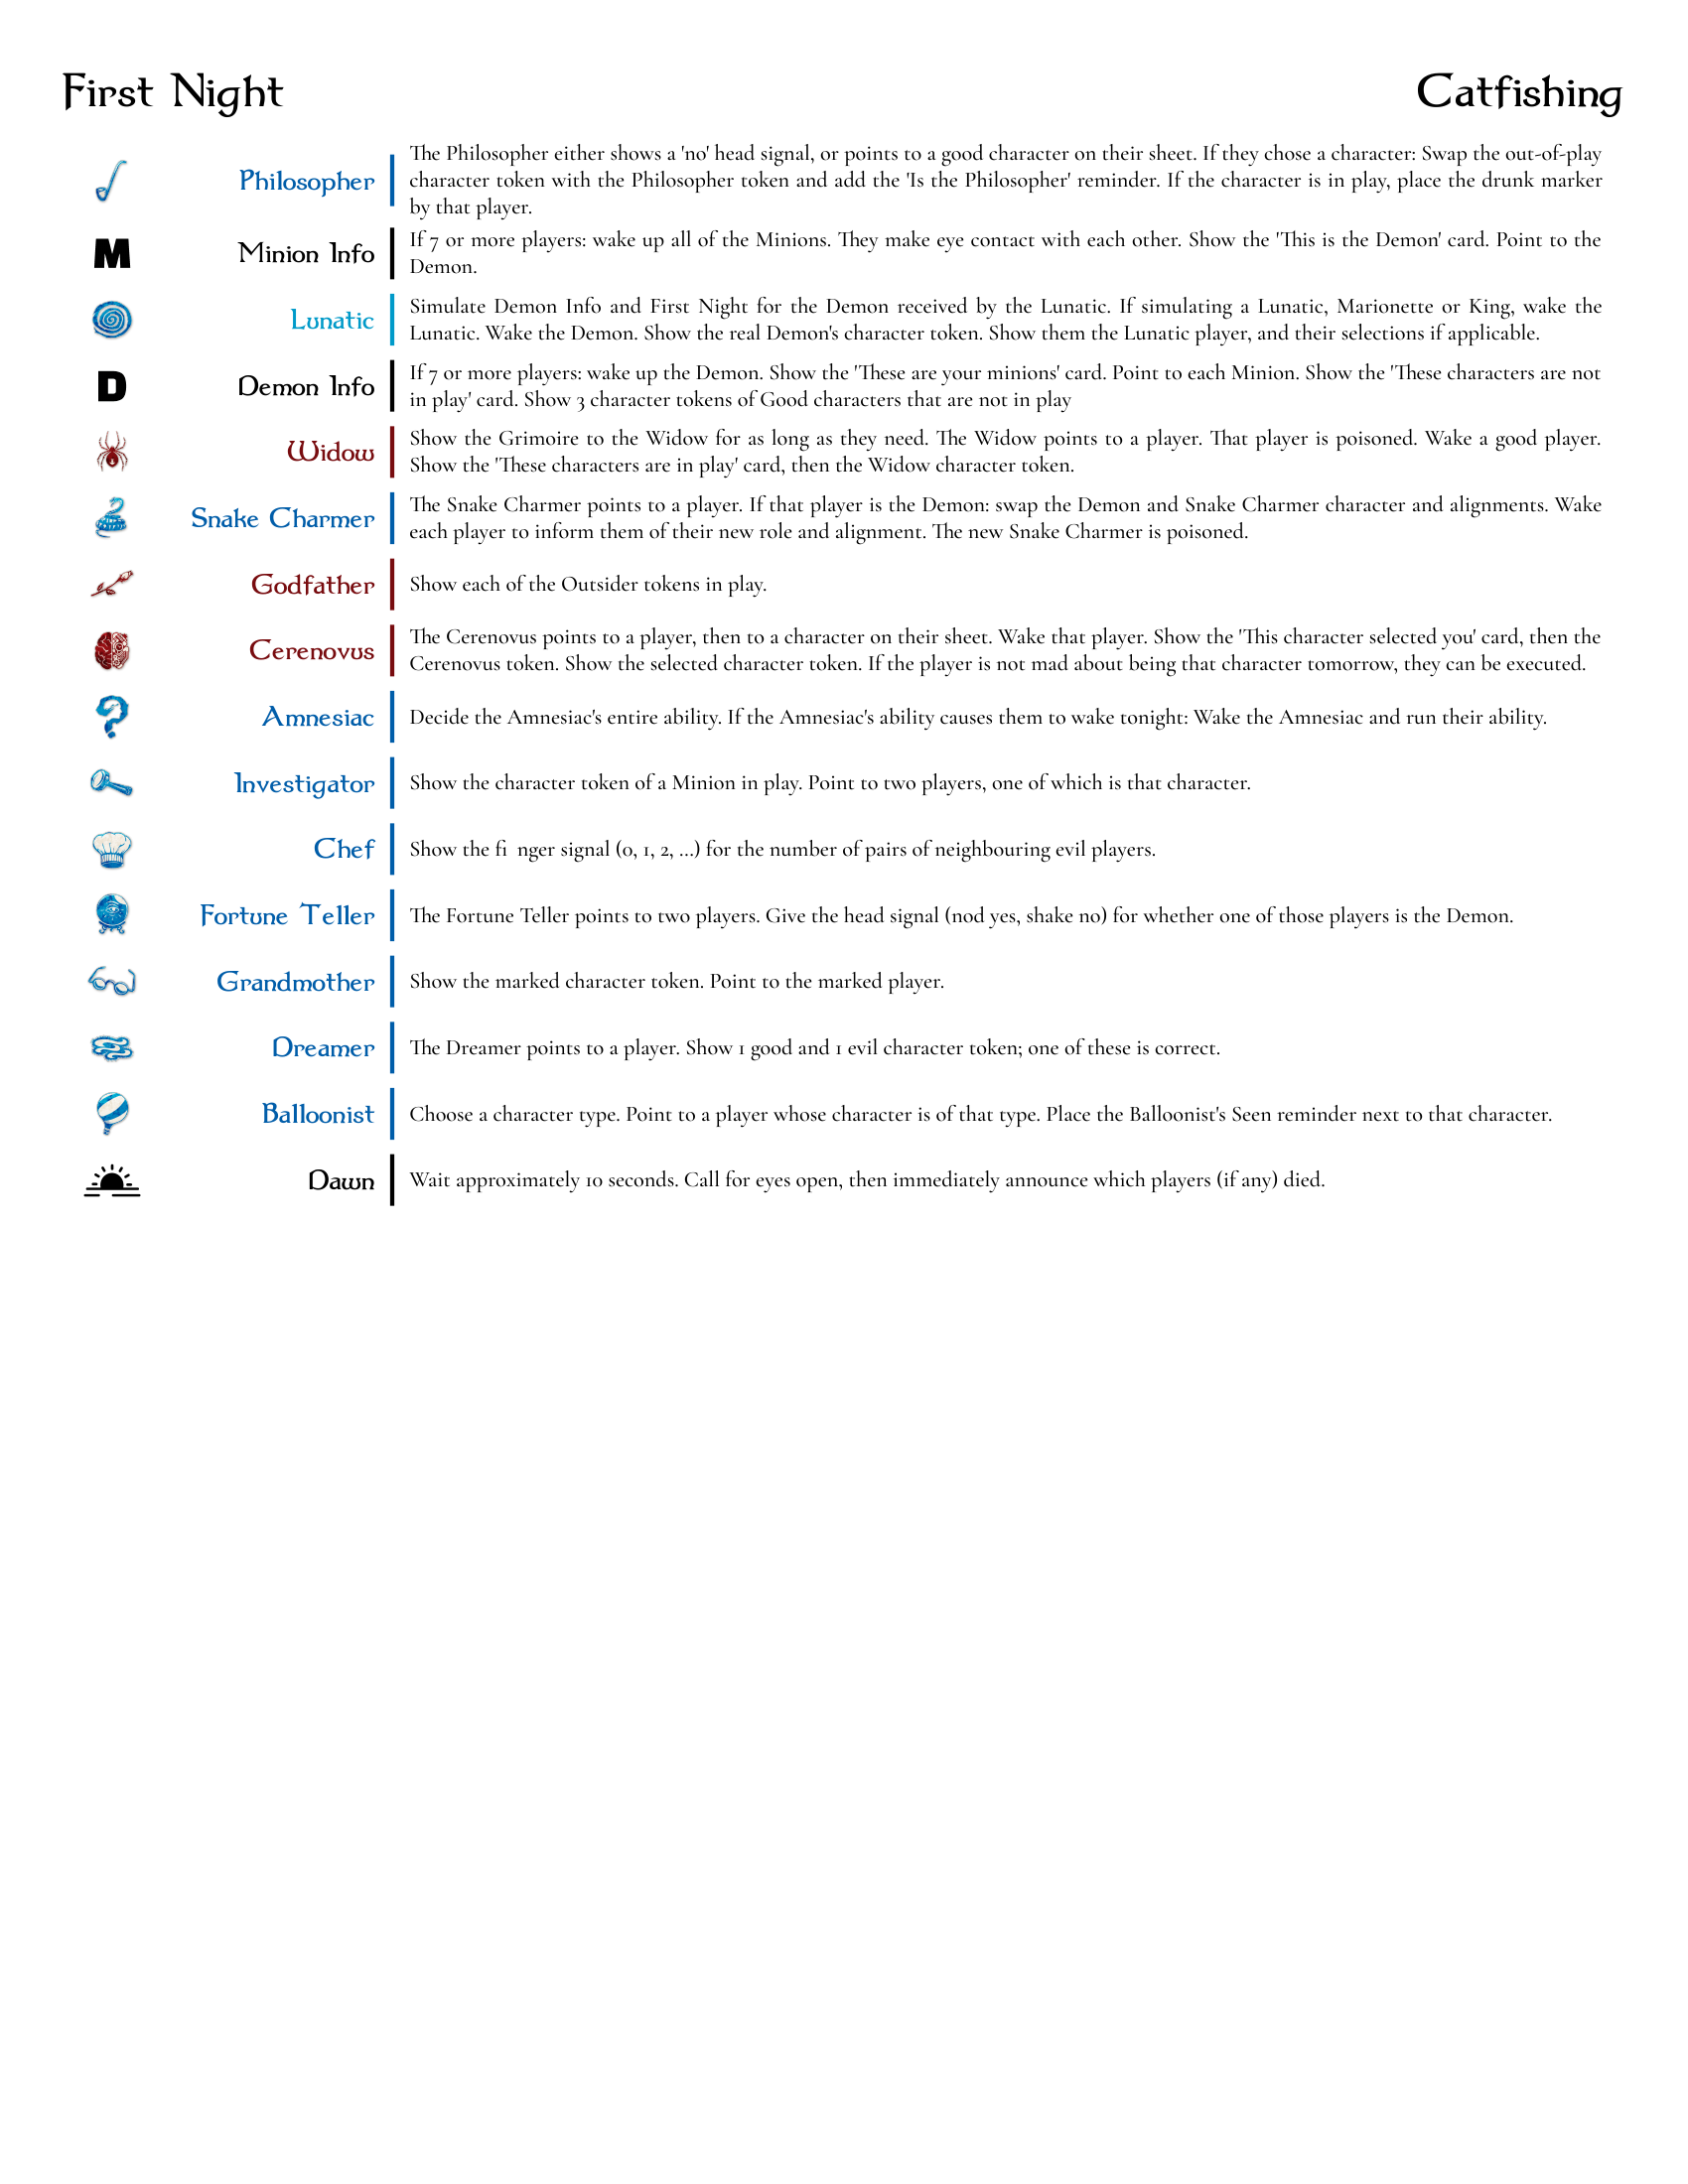 First Night
Catfishing
Philosopher
The Philosopher either shows a 'no' head signal, or points to a good character on their sheet. If they chose a character: Swap the out-of-play
character token with the Philosopher token and add the 'Is the Philosopher' reminder. If the character is in play, place the drunk marker
by that player.
M
Minion Info
If 7 or more players: wake up all of the Minions. They make eye contact with each other. Show the 'This is the Demon' card. Point to the
Demon.
Lunatic
Simulate Demon Info and First Night for the Demon received by the Lunatic. If simulating a Lunatic, Marionette or King, wake the
Lunatic. Wake the Demon. Show the real Demon's character token. Show them the Lunatic player, and their selections if applicable.
D
Demon Info
If 7 or more players: wake up the Demon. Show the 'These are your minions' card. Point to each Minion. Show the 'These characters are not
in play' card. Show 3 character tokens of Good characters that are not in play
Widow
Show the Grimoire to the Widow for as long as they need. The Widow points to a player. That player is poisoned. Wake a good player.
Show the 'These characters are in play' card, then the Widow character token.
Snake Charmer
The Snake Charmer points to a player. If that player is the Demon: swap the Demon and Snake Charmer character and alignments. Wake
each player to inform them of their new role and alignment. The new Snake Charmer is poisoned.
Godfather
Show each of the Outsider tokens in play.
Cerenovus
The Cerenovus points to a player, then to a character on their sheet. Wake that player. Show the 'This character selected you' card, then the
Cerenovus token. Show the selected character token. If the player is not mad about being that character tomorrow, they can be executed.
Amnesiac
Decide the Amnesiac's entire ability. If the Amnesiac's ability causes them to wake tonight: Wake the Amnesiac and run their ability.
Investigator
Show the character token of a Minion in play. Point to two players, one of which is that character.
Chef
Show the fi nger signal (0, 1, 2, ...) for the number of pairs of neighbouring evil players.
Fortune Teller
The Fortune Teller points to two players. Give the head signal (nod yes, shake no) for whether one of those players is the Demon.
Grandmother
Show the marked character token. Point to the marked player.
Dreamer
The Dreamer points to a player. Show 1 good and 1 evil character token; one of these is correct.
Balloonist
Choose a character type. Point to a player whose character is of that type. Place the Balloonist's Seen reminder next to that character.
Dawn
Wait approximately 10 seconds. Call for eyes open, then immediately announce which players (if any) died.